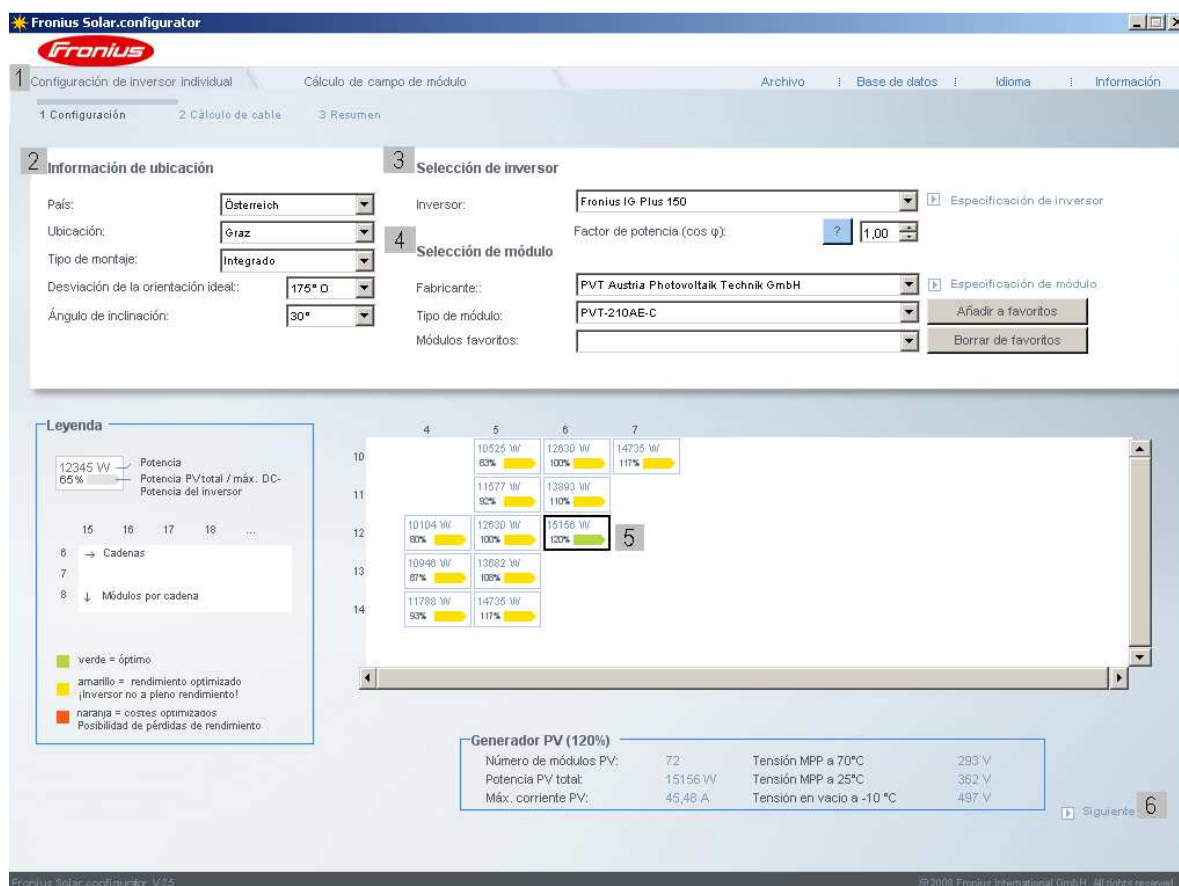 Fronius Solar.configurator
Fronius
1 Configuración de inversor individual Cálculo de campo de módulo Archivo Base de datos Idioma Información
1 Configuración 2 Cálculo de cable 3 Resumen
2 Información de ubicación
País: Österreich
Ubicación: Graz
Tipo de montaje: Integrado
Desviación de la orientación ideal:: 175° O
Ángulo de inclinación: 30°
3 Selección de inversor
Inversor: Fronius IG Plus 150 Especificación de inversor
Factor de potencia (cos φ): ? 1,00
4 Selección de módulo
Fabricante:: PVT Austria Photovoltaik Technik GmbH Especificación de módulo
Tipo de módulo: PVT-210AE-C Añadir a favoritos
Módulos favoritos: Borrar de favoritos
Leyenda
12345 W Potencia
65% Potencia PVtotal / máx. DC-
Potencia del inversor
15 16 17 18 ...
6 → Cadenas
7
8 ↓ Módulos por cadena
verde = óptimo
amarillo = rendimiento optimizado
¡Inversor no a pleno rendimiento!
naranja = costes optimizados
Posibilidad de pérdidas de rendimiento
4 5 6 7
10 10525 W 12630 W 14735 W
83% 100% 117%
11 11577 W 13893 W
92% 110%
12 10104 W 12630 W 15156 W 5
80% 100% 120%
13 10946 W 13682 W
87% 108%
14 11788 W 14735 W
93% 117%
Generador PV (120%)
Número de módulos PV: 72 Tensión MPP a 70°C 293 V
Potencia PV total: 15156 W Tensión MPP a 25°C 362 V
Máx. corriente PV: 45,48 A Tensión en vacio a -10 °C 497 V
Siguiente 6
Fronius Solar.configurator V2.5 @2009 Fronius International GmbH. All rights reserved